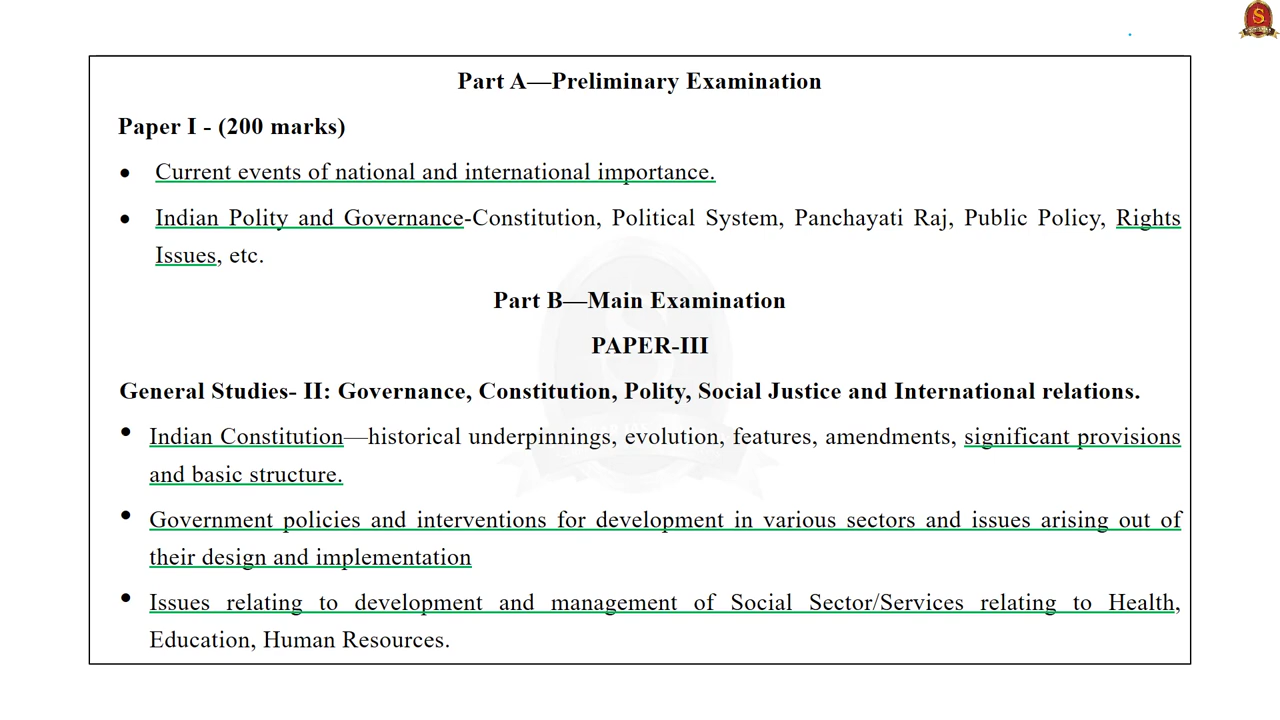 Part A—Preliminary Examination
Paper I - (200 marks)
• Current events of national and international importance.
• Indian Polity and Governance-Constitution, Political System, Panchayati Raj, Public Policy, Rights
Issues, etc.
Part B—Main Examination
PAPER-III
General Studies- II: Governance, Constitution, Polity, Social Justice and International relations.
• Indian Constitution—historical underpinnings, evolution, features, amendments, significant provisions
and basic structure.
• Government policies and interventions for development in various sectors and issues arising out of
their design and implementation
• Issues relating to development and management of Social Sector/Services relating to Health,
Education, Human Resources.